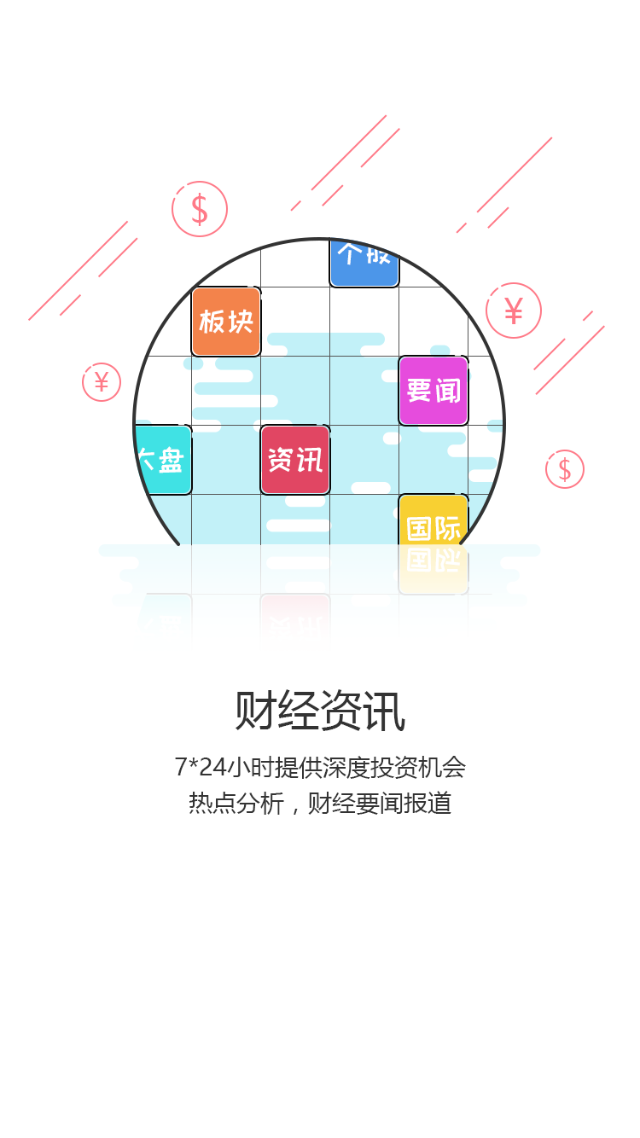 $
个股
板块
¥
要闻
¥
大盘
资讯
$
国际
财经资讯
7*24小时提供深度投资机会
热点分析，财经要闻报道